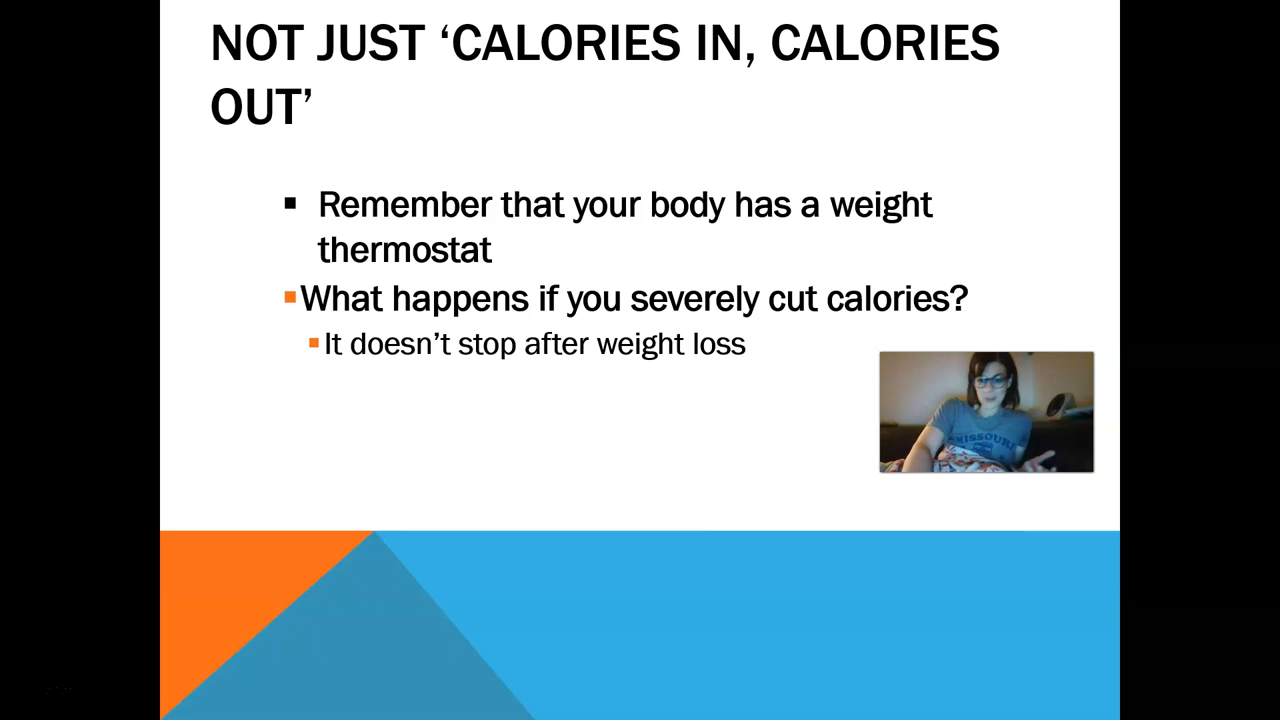 NOT JUST ‘CALORIES IN, CALORIES
OUT’
Remember that your body has a weight
thermostat
What happens if you severely cut calories?
It doesn’t stop after weight loss
MISSOURI